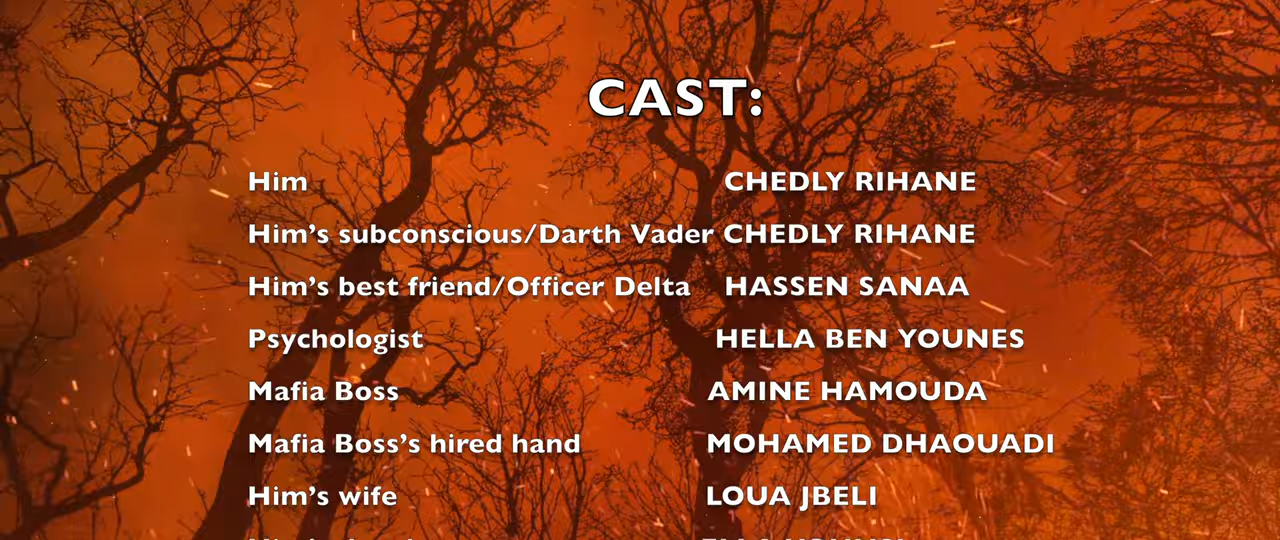 CAST:
Him CHEDLY RIHANE
Him’s subconscious/Darth Vader CHEDLY RIHANE
Him’s best friend/Officer Delta HASSEN SANAA
Psychologist HELLA BEN YOUNES
Mafia Boss AMINE HAMOUDA
Mafia Boss’s hired hand MOHAMED DHAOUADI
Him’s wife LOUA JBELI